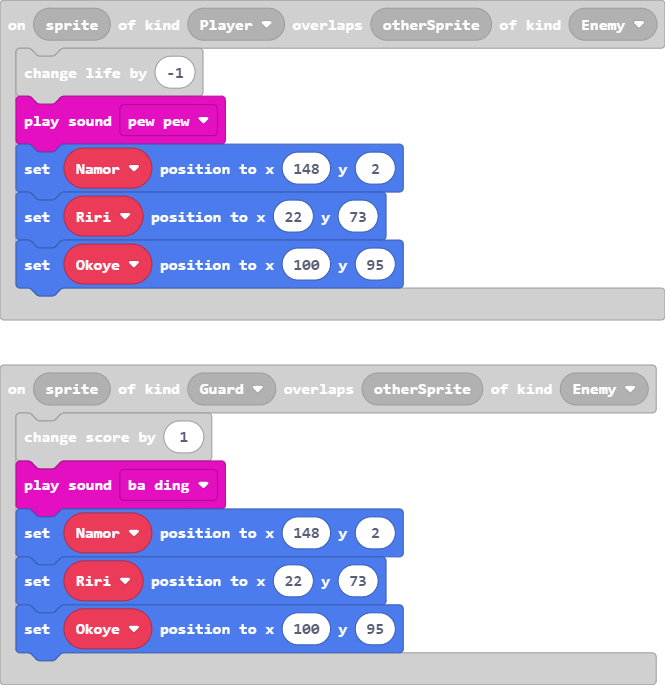 on sprite of kind Player overlaps otherSprite of kind Enemy
change life by -1
play sound pew pew
set Namor position to x 148 y 2
set Riri position to x 22 y 73
set Okoye position to x 100 y 95
on sprite of kind Guard overlaps otherSprite of kind Enemy
change score by 1
play sound ba ding
set Namor position to x 148 y 2
set Riri position to x 22 y 73
set Okoye position to x 100 y 95